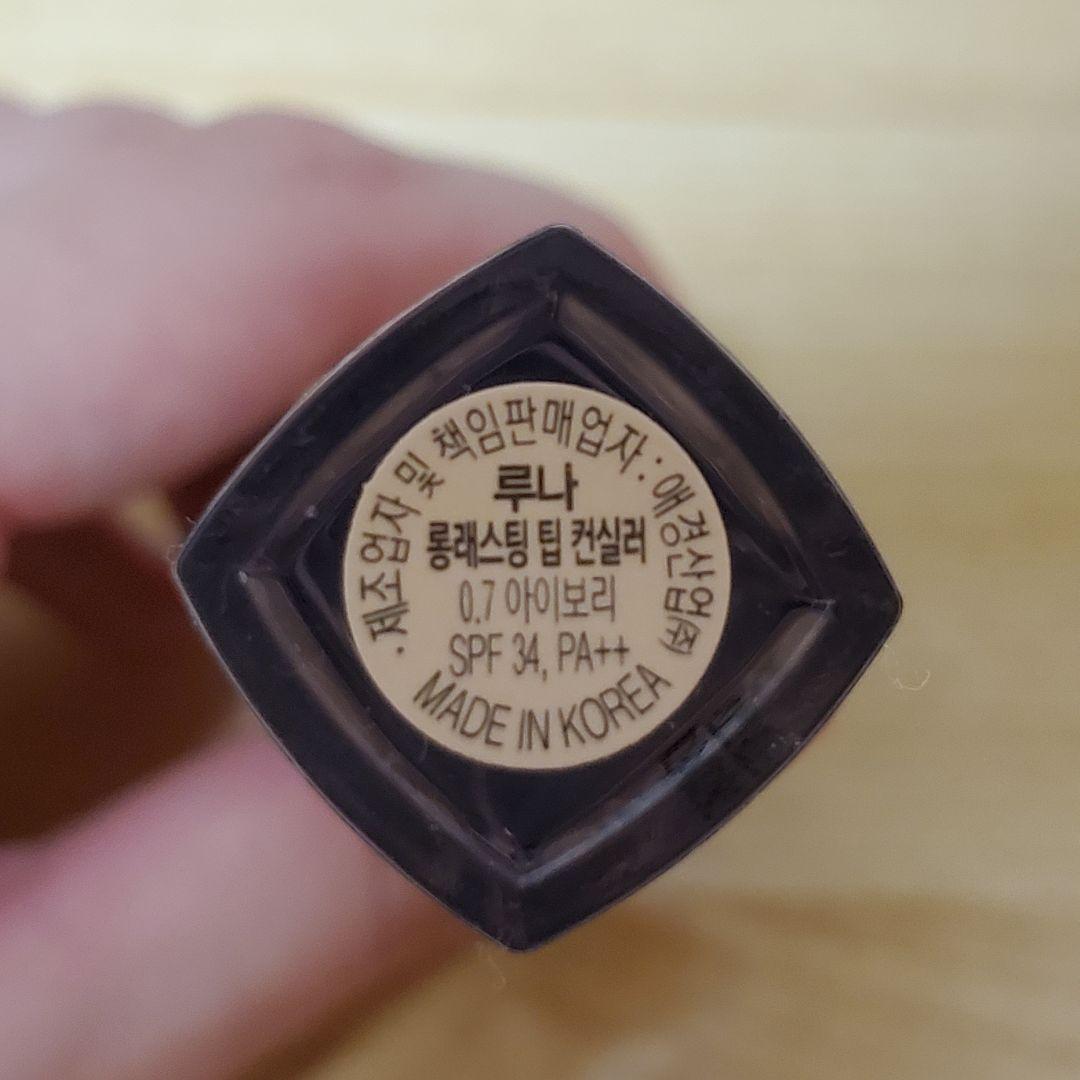 ·제조업자 및 책임판매업자 : 애경산업㈜
루나
롱래스팅 팁 컨실러
0.7 아이보리
SPF 34, PA++
MADE IN KOREA